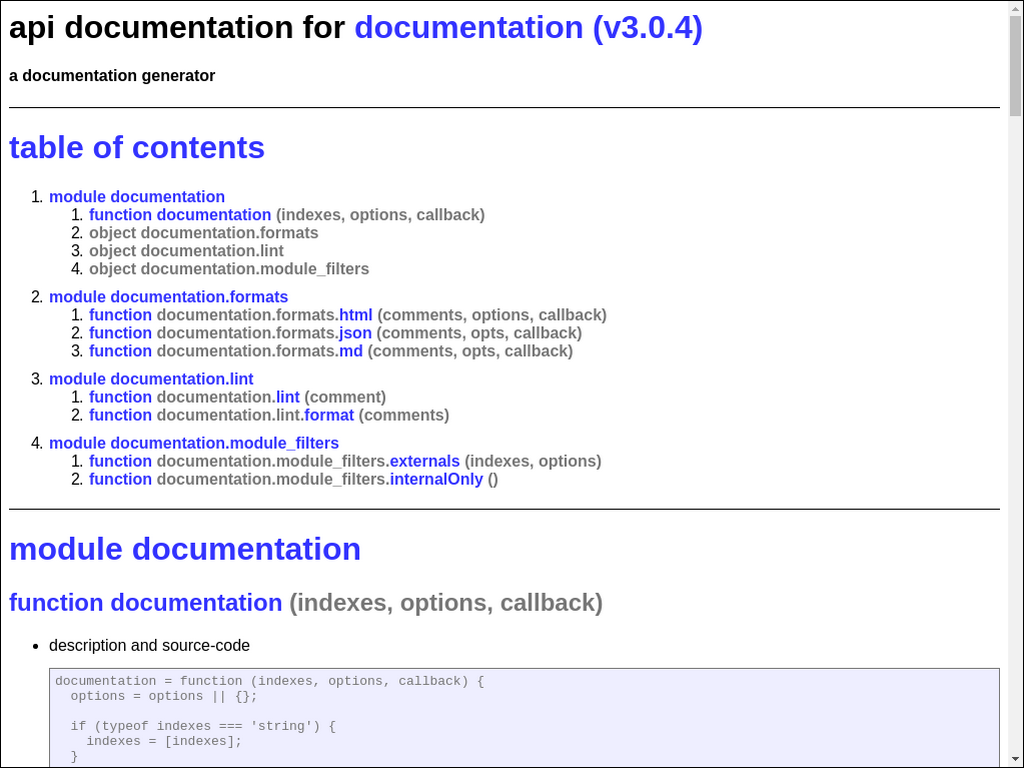 api documentation for documentation (v3.0.4)
a documentation generator
table of contents
1. module documentation
1. function documentation (indexes, options, callback)
2. object documentation.formats
3. object documentation.lint
4. object documentation.module_filters
2. module documentation.formats
1. function documentation.formats.html (comments, options, callback)
2. function documentation.formats.json (comments, opts, callback)
3. function documentation.formats.md (comments, opts, callback)
3. module documentation.lint
1. function documentation.lint (comment)
2. function documentation.lint.format (comments)
4. module documentation.module_filters
1. function documentation.module_filters.externals (indexes, options)
2. function documentation.module_filters.internalOnly ()
module documentation
function documentation (indexes, options, callback)
• description and source-code
documentation = function (indexes, options, callback) {
  options = options || {};
  if (typeof indexes === 'string') {
    indexes = [indexes];
  }